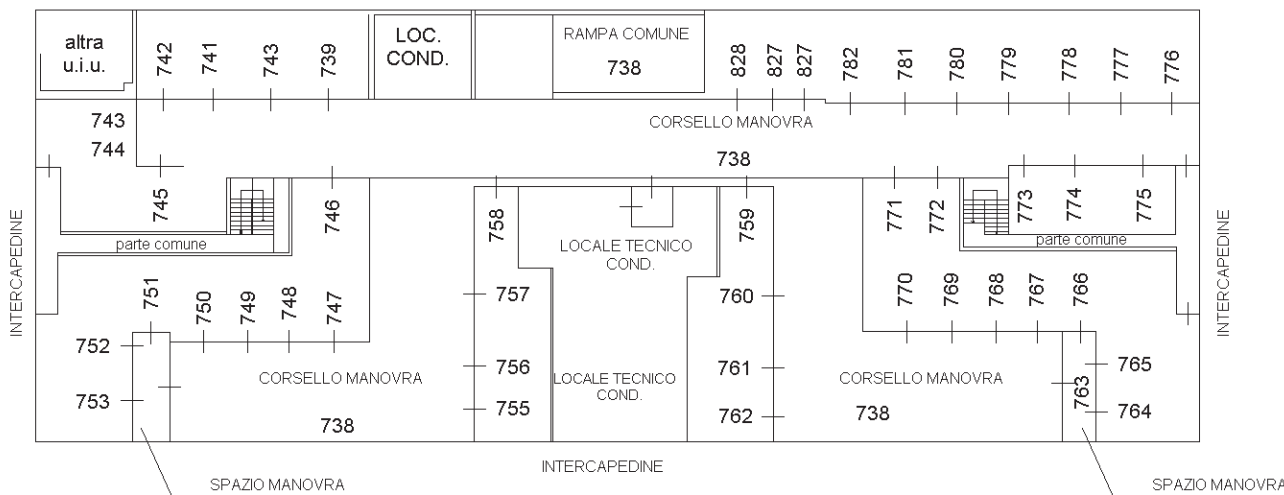 altra
u.i.u.
742
741
743
739
LOC.
COND.
RAMPA COMUNE
738
828
827
827
782
781
780
779
778
777
776
743
744
CORSELLO MANOVRA
738
745
746
758
759
771
772
773
774
775
parte comune
LOCALE TECNICO
COND.
parte comune
INTERCAPEDINE
INTERCAPEDINE
751
750
749
748
747
757
760
770
769
768
767
766
752
753
CORSELLO MANOVRA
738
756
755
LOCALE TECNICO
COND.
761
762
CORSELLO MANOVRA
738
763
765
764
INTERCAPEDINE
SPAZIO MANOVRA
SPAZIO MANOVRA